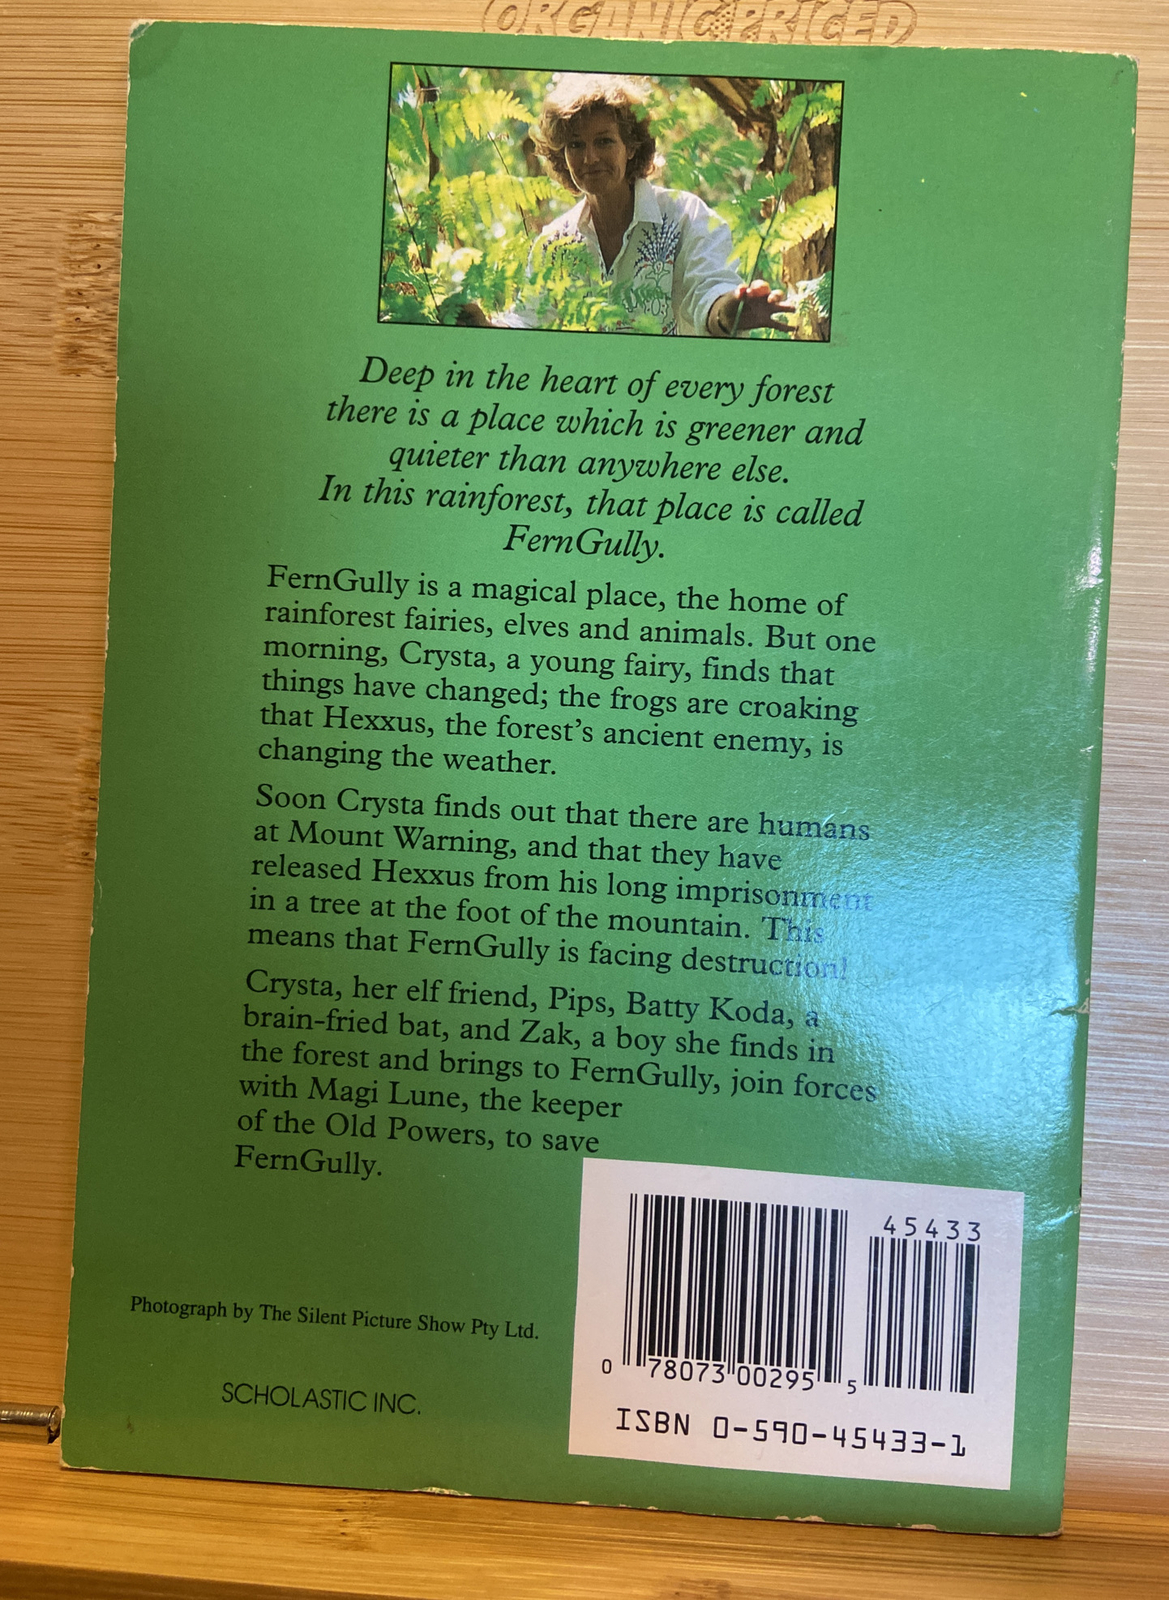 ORGANIC PRICED
Deep in the heart of every forest
there is a place which is greener and
quieter than anywhere else.
In this rainforest, that place is called
FernGully.
FernGully is a magical place, the home of
rainforest fairies, elves and animals. But one
morning, Crysta, a young fairy, finds that
things have changed; the frogs are croaking
that Hexxus, the forest's ancient enemy, is
changing the weather.
Soon Crysta finds out that there are humans
at Mount Warning, and that they have
released Hexxus from his long imprisonment
in a tree at the foot of the mountain. This
means that FernGully is facing destruction!
Crysta, her elf friend, Pips, Batty Koda, a
brain-fried bat, and Zak, a boy she finds in
the forest and brings to FernGully, join forces
with Magi Lune, the keeper
of the Old Powers, to save
FernGully.
45433
0 78073 00295 5
ISBN 0-590-45433-1
Photograph by The Silent Picture Show Pty Ltd.
SCHOLASTIC INC.